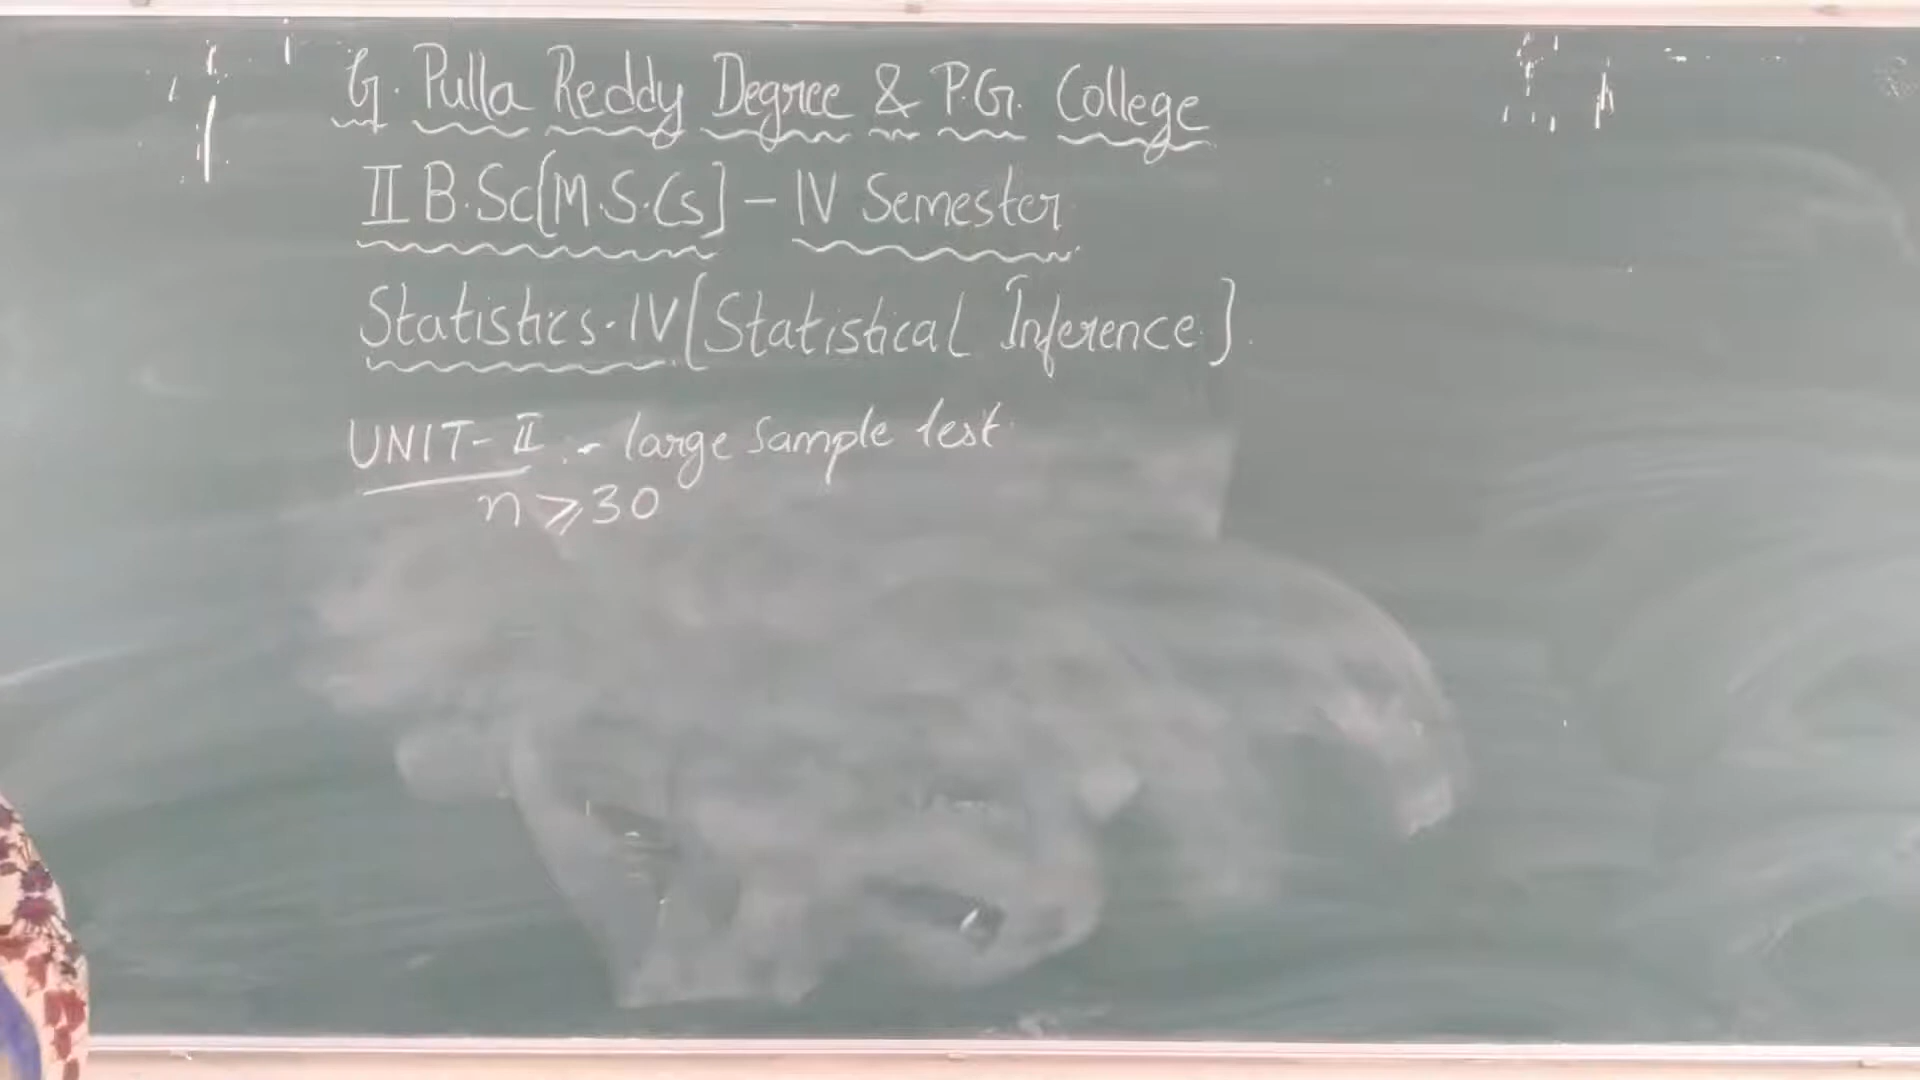 G. Pulla Reddy Degree & P.G. College
II B.Sc[M.S.Cs] - IV Semester
Statistics-IV[Statistical Inference].
UNIT-II :- large sample test
n ⩾ 30